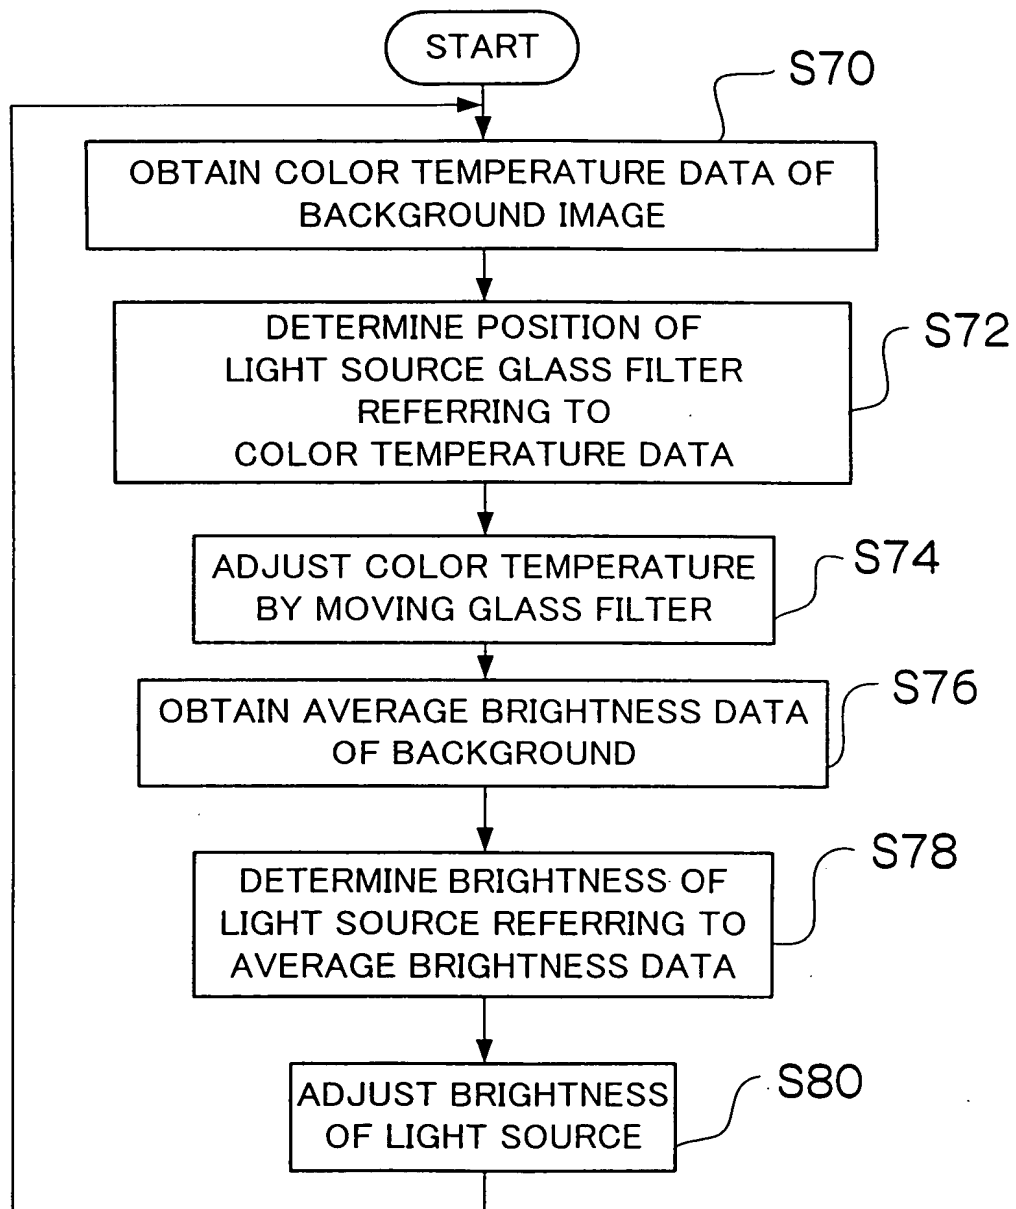 START
S70
OBTAIN COLOR TEMPERATURE DATA OF
BACKGROUND IMAGE
S72
DETERMINE POSITION OF
LIGHT SOURCE GLASS FILTER
REFERRING TO
COLOR TEMPERATURE DATA
S74
ADJUST COLOR TEMPERATURE
BY MOVING GLASS FILTER
S76
OBTAIN AVERAGE BRIGHTNESS DATA
OF BACKGROUND
S78
DETERMINE BRIGHTNESS OF
LIGHT SOURCE REFERRING TO
AVERAGE BRIGHTNESS DATA
S80
ADJUST BRIGHTNESS
OF LIGHT SOURCE